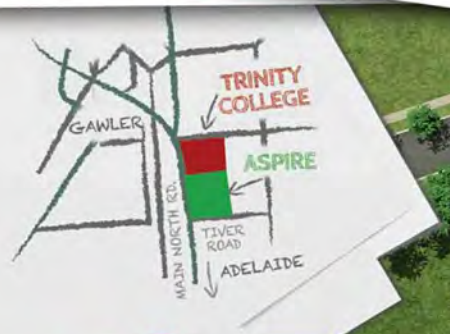 TRINITY
COLLEGE
GAWLER
ASPIRE
MAIN NORTH RD.
TIVER
ROAD
ADELAIDE